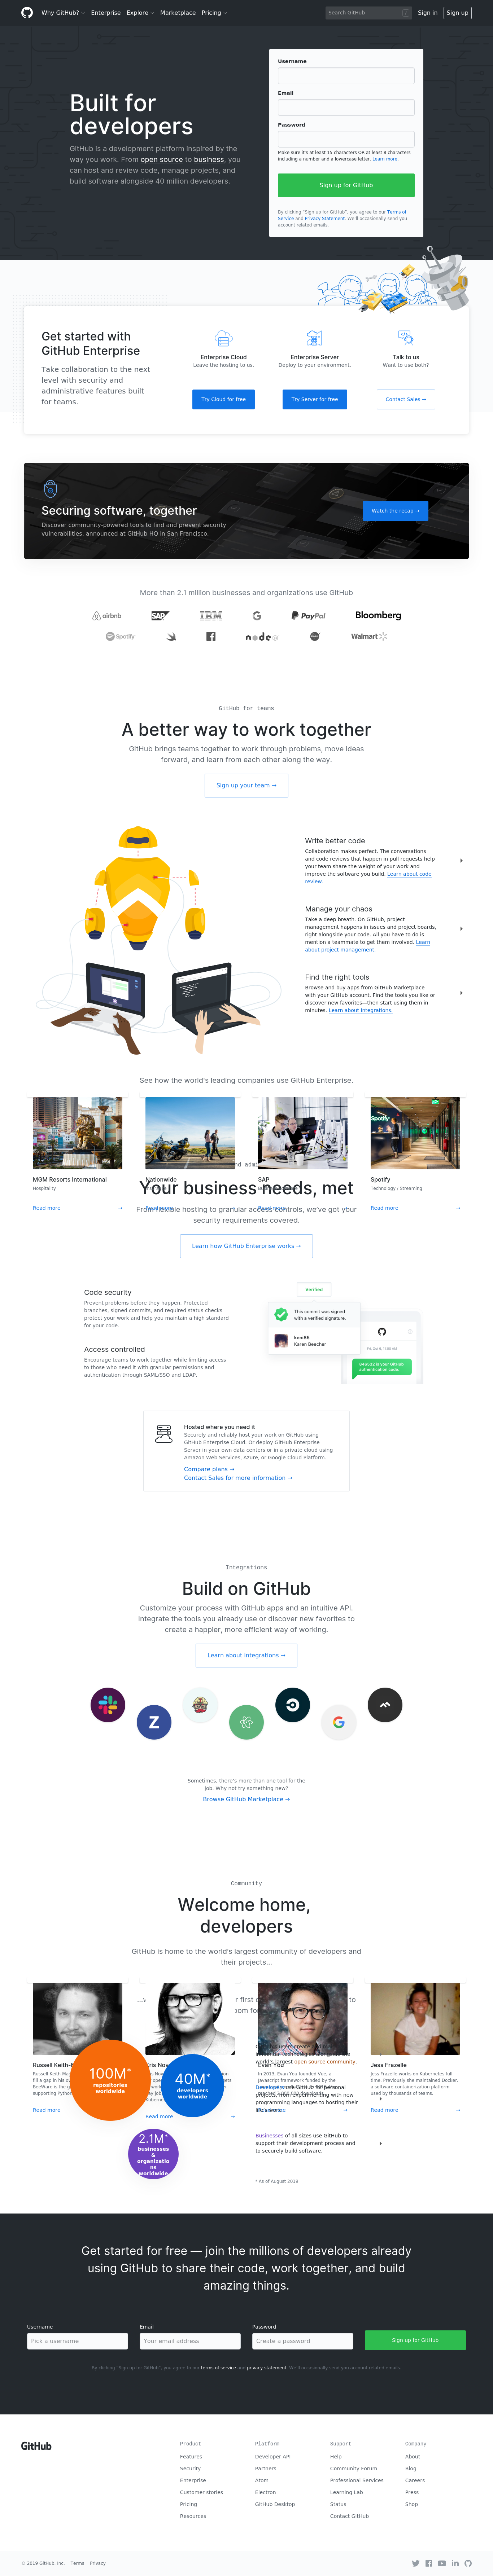 Why GitHub? Enterprise Explore Marketplace Pricing
Search GitHub
/
Sign in
Sign up
Built for
developers
GitHub is a development platform inspired by the
way you work. From open source to business, you
can host and review code, manage projects, and
build software alongside 40 million developers.
Username
Email
Password
Make sure it's at least 15 characters OR at least 8 characters
including a number and a lowercase letter. Learn more.
Sign up for GitHub
By clicking “Sign up for GitHub”, you agree to our Terms of
Service and Privacy Statement. We'll occasionally send you
account related emails.
Get started with
GitHub Enterprise
Take collaboration to the next
level with security and
administrative features built
for teams.
Enterprise Cloud
Leave the hosting to us.
Try Cloud for free
Enterprise Server
Deploy to your environment.
Try Server for free
Talk to us
Want to use both?
Contact Sales →
Securing software, together
Discover community-powered tools to find and prevent security
vulnerabilities, announced at GitHub HQ in San Francisco.
Watch the recap →
More than 2.1 million businesses and organizations use GitHub
airbnb SAP IBM PayPal Bloomberg
Spotify node Walmart
GitHub for teams
A better way to work together
GitHub brings teams together to work through problems, move ideas
forward, and learn from each other along the way.
Sign up your team →
Write better code
Collaboration makes perfect. The conversations
and code reviews that happen in pull requests help
your team share the weight of your work and
improve the software you build. Learn about code
review.
Manage your chaos
Take a deep breath. On GitHub, project
management happens in issues and project boards,
right alongside your code. All you have to do is
mention a teammate to get them involved. Learn
about project management.
Find the right tools
Browse and buy apps from GitHub Marketplace
with your GitHub account. Find the tools you like or
discover new favorites—then start using them in
minutes. Learn about integrations.
See how the world's leading companies use GitHub Enterprise.
MGM Resorts International
Hospitality
Read more →
Nationwide
SAP
Spotify
Technology / Streaming
Read more →
Your business needs, met
From flexible hosting to granular access controls, we've got your
security requirements covered.
Learn how GitHub Enterprise works →
Code security
Prevent problems before they happen. Protected
branches, signed commits, and required status checks
protect your work and help you maintain a high standard
for your code.
Access controlled
Encourage teams to work together while limiting access
to those who need it with granular permissions and
authentication through SAML/SSO and LDAP.
Verified
This commit was signed
with a verified signature.
keni85
Karen Beecher
is your GitHub
authentication code.
Hosted where you need it
Securely and reliably host your work on GitHub using
GitHub Enterprise Cloud. Or deploy GitHub Enterprise
Server in your own data centers or in a private cloud using
Amazon Web Services, Azure, or Google Cloud Platform.
Compare plans →
Contact Sales for more information →
Integrations
Build on GitHub
Customize your process with GitHub apps and an intuitive API.
Integrate the tools you already use or discover new favorites to
create a happier, more efficient way of working.
Learn about integrations →
Sometimes, there's more than one tool for the
job. Why not try something new?
Browse GitHub Marketplace →
Community
Welcome home,
developers
GitHub is home to the world's largest community of developers and
their projects...
Russell Keith-
Read more
Read more →
Evan You
Jess Frazelle
Jess Frazelle works on Kubernetes full-
time. Previously she maintained Docker,
a software containerization platform
used by thousands of teams.
Read more →
100M*
repositories
worldwide
40M*
developers
worldwide
2.1M*
businesses
&
organizatio
ns
worldwide
world's largest open source community.
Developers use GitHub for personal
projects, from experimenting with new
programming languages to hosting their
life's work.
Businesses of all sizes use GitHub to
support their development process and
to securely build software.
* As of August 2019
Get started for free — join the millions of developers already
using GitHub to share their code, work together, and build
amazing things.
Username
Pick a username
Email
Your email address
Password
Create a password
Sign up for GitHub
By clicking “Sign up for GitHub”, you agree to our terms of service and privacy statement. We'll occasionally send you account related emails.
GitHub
Product
Features
Security
Enterprise
Customer stories
Pricing
Resources
Platform
Developer API
Partners
Atom
Electron
GitHub Desktop
Support
Help
Community Forum
Professional Services
Learning Lab
Status
Contact GitHub
Company
About
Blog
Careers
Press
Shop
© 2019 GitHub, Inc. Terms Privacy